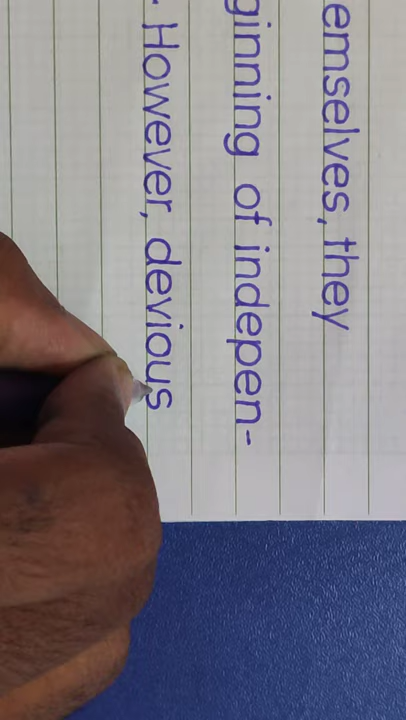 emselves, they
ginning of indepen-
. However, devious